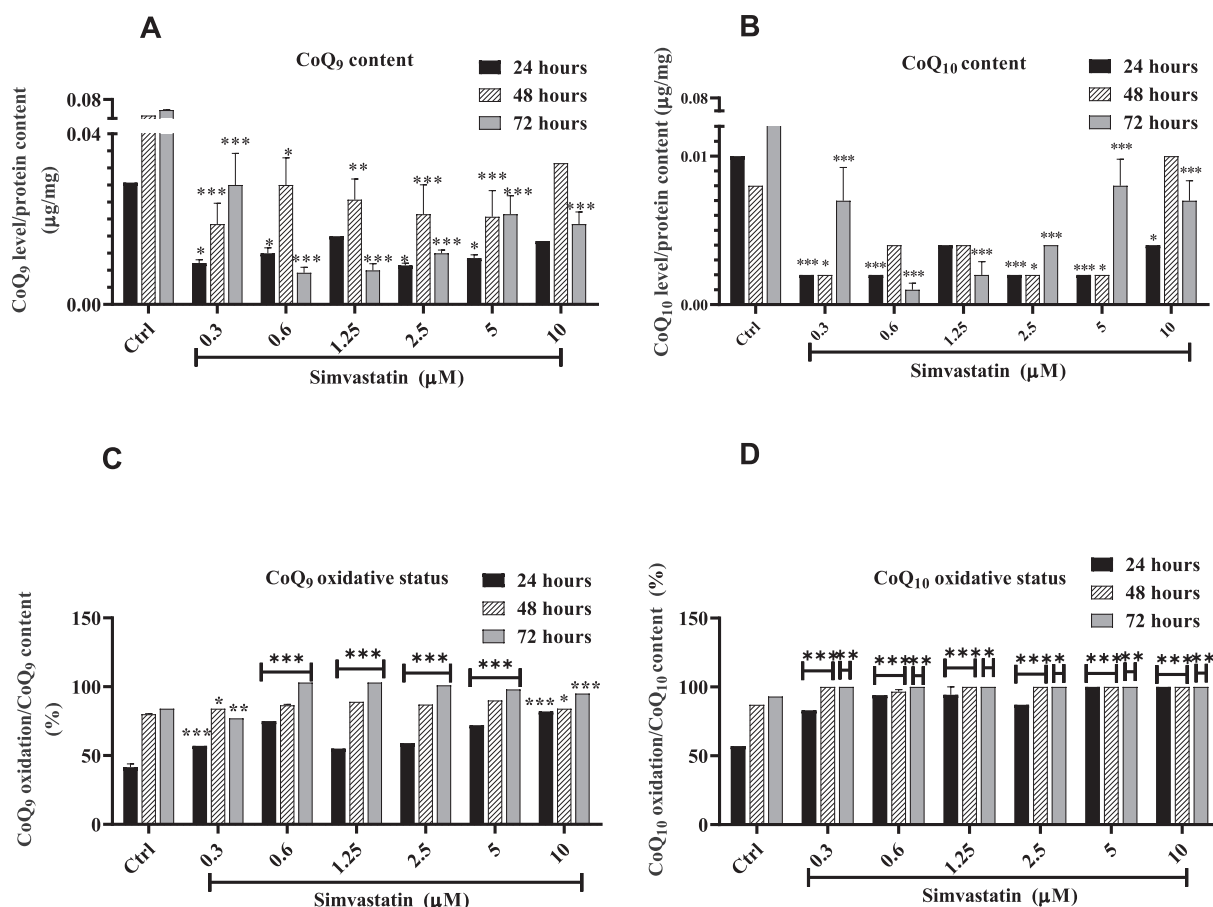 A
CoQ9 content
24 hours
48 hours
72 hours
CoQ9 level/protein content
(μg/mg)
0.08
0.04
0.00
*
***
***
*
*
***
**
***
*
***
***
*
***
***
***
Ctrl
0.3
0.6
1.25
2.5
5
10
Simvastatin (μM)
B
CoQ10 content
24 hours
48 hours
72 hours
CoQ10 level/protein content (μg/mg)
0.08
0.01
0.00
***
*
***
***
***
***
***
*
***
***
*
***
*
***
Ctrl
0.3
0.6
1.25
2.5
5
10
Simvastatin (μM)
C
CoQ9 oxidative status
24 hours
48 hours
72 hours
CoQ9 oxidation/CoQ9 content
(%)
150
100
50
0
***
*
**
***
***
***
***
***
*
***
Ctrl
0.3
0.6
1.25
2.5
5
10
Simvastatin (μM)
D
CoQ10 oxidative status
24 hours
48 hours
72 hours
CoQ10 oxidation/CoQ10 content (%)
150
100
50
0
***
**
***
**
***
*
***
*
***
**
***
**
Ctrl
0.3
0.6
1.25
2.5
5
10
Simvastatin (μM)